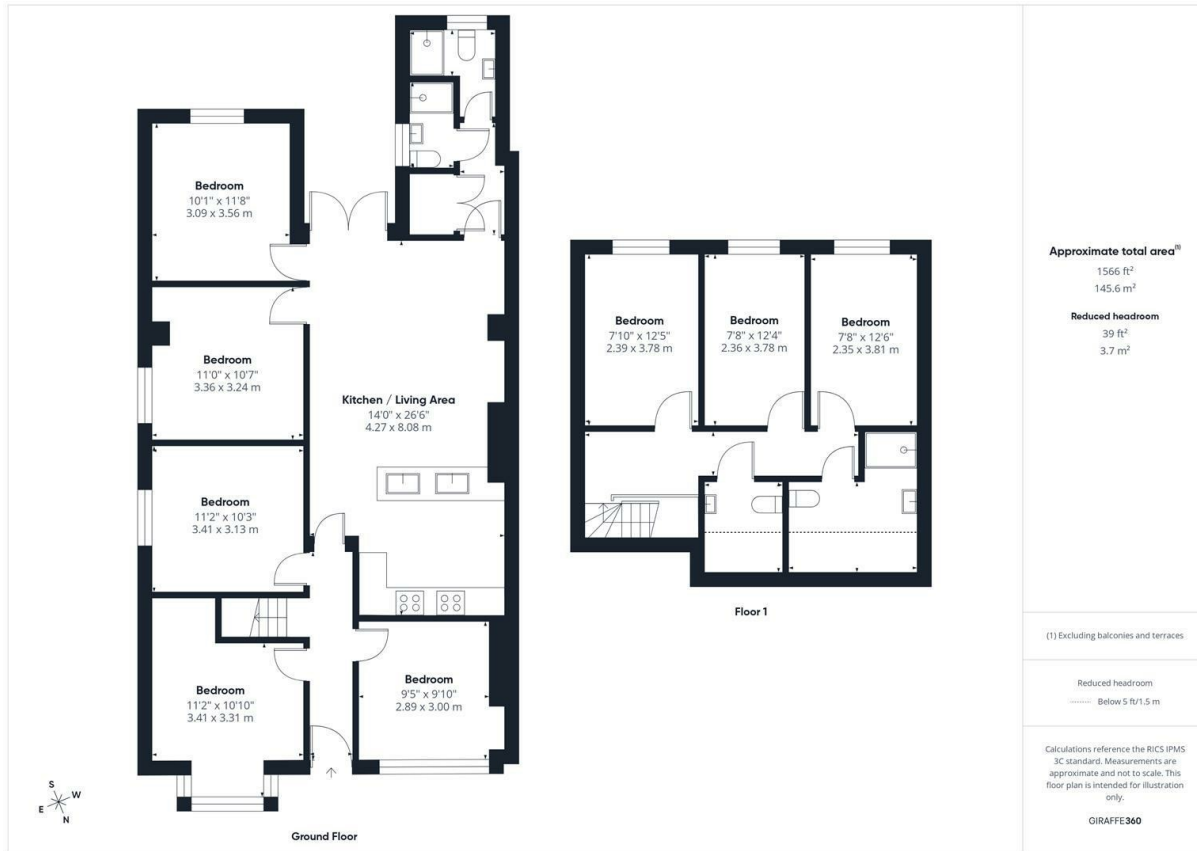 Bedroom
10'1" x 11'8"
3.09 x 3.56 m
Bedroom
11'0" x 10'7"
3.36 x 3.24 m
Kitchen / Living Area
14'0" x 26'6"
4.27 x 8.08 m
Bedroom
11'2" x 10'3"
3.41 x 3.13 m
Bedroom
11'2" x 10'10"
3.41 x 3.31 m
Bedroom
9'5" x 9'10"
2.89 x 3.00 m
S
W
E
N
Ground Floor
Bedroom
7'10" x 12'5"
2.39 x 3.78 m
Bedroom
7'8" x 12'4"
2.36 x 3.78 m
Bedroom
7'8" x 12'6"
2.35 x 3.81 m
Floor 1
Approximate total area(1)
1566 ft²
145.6 m²
Reduced headroom
39 ft²
3.7 m²
(1) Excluding balconies and terraces
Reduced headroom
Below 5 ft/1.5 m
Calculations reference the RICS IPMS
3C standard. Measurements are
approximate and not to scale. This
floor plan is intended for illustration
only.
GIRAFFE360